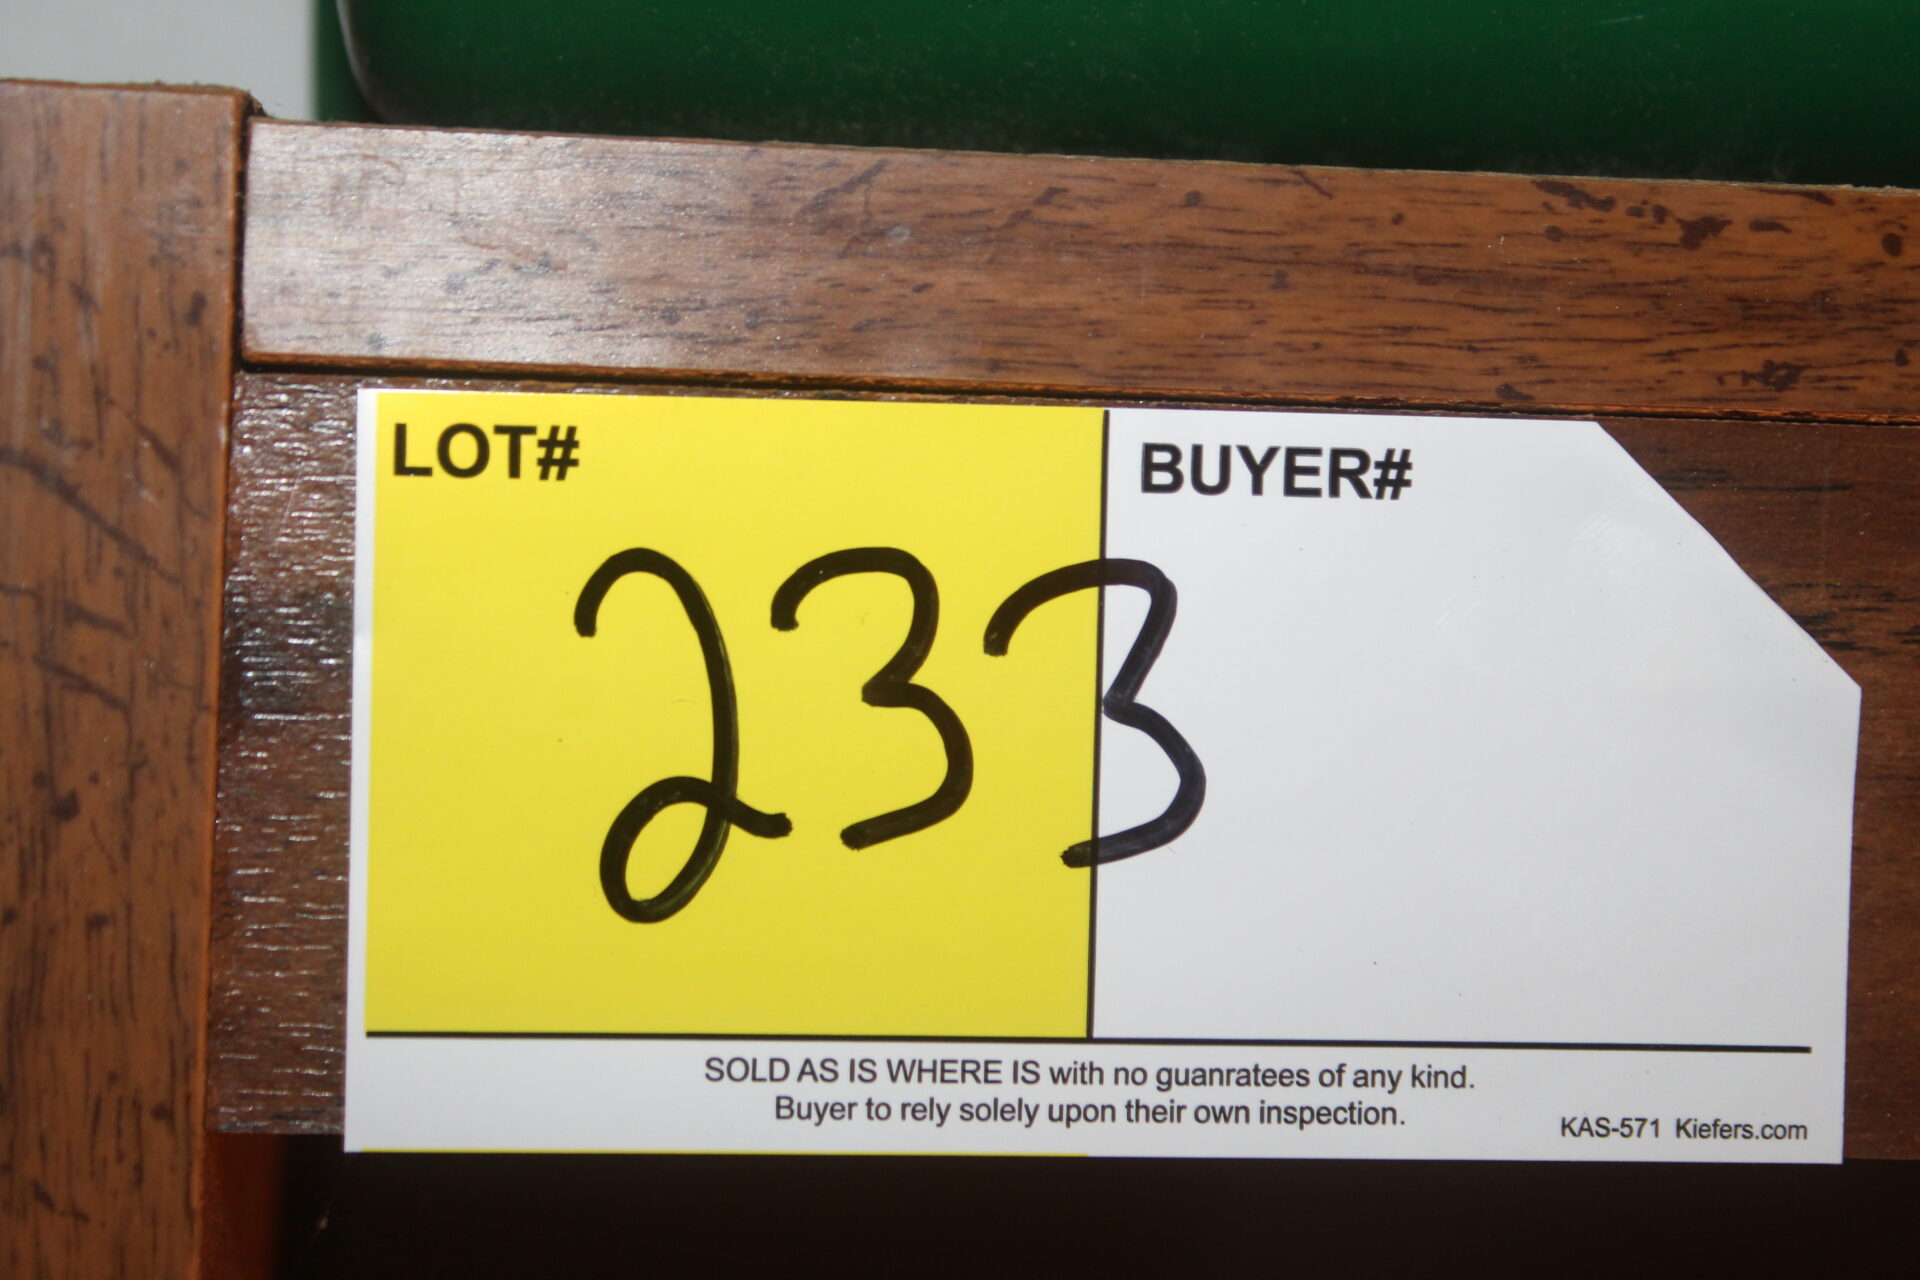 LOT#
BUYER#
233
SOLD AS IS WHERE IS with no guanratees of any kind.
Buyer to rely solely upon their own inspection.
KAS-571 Kiefers.com